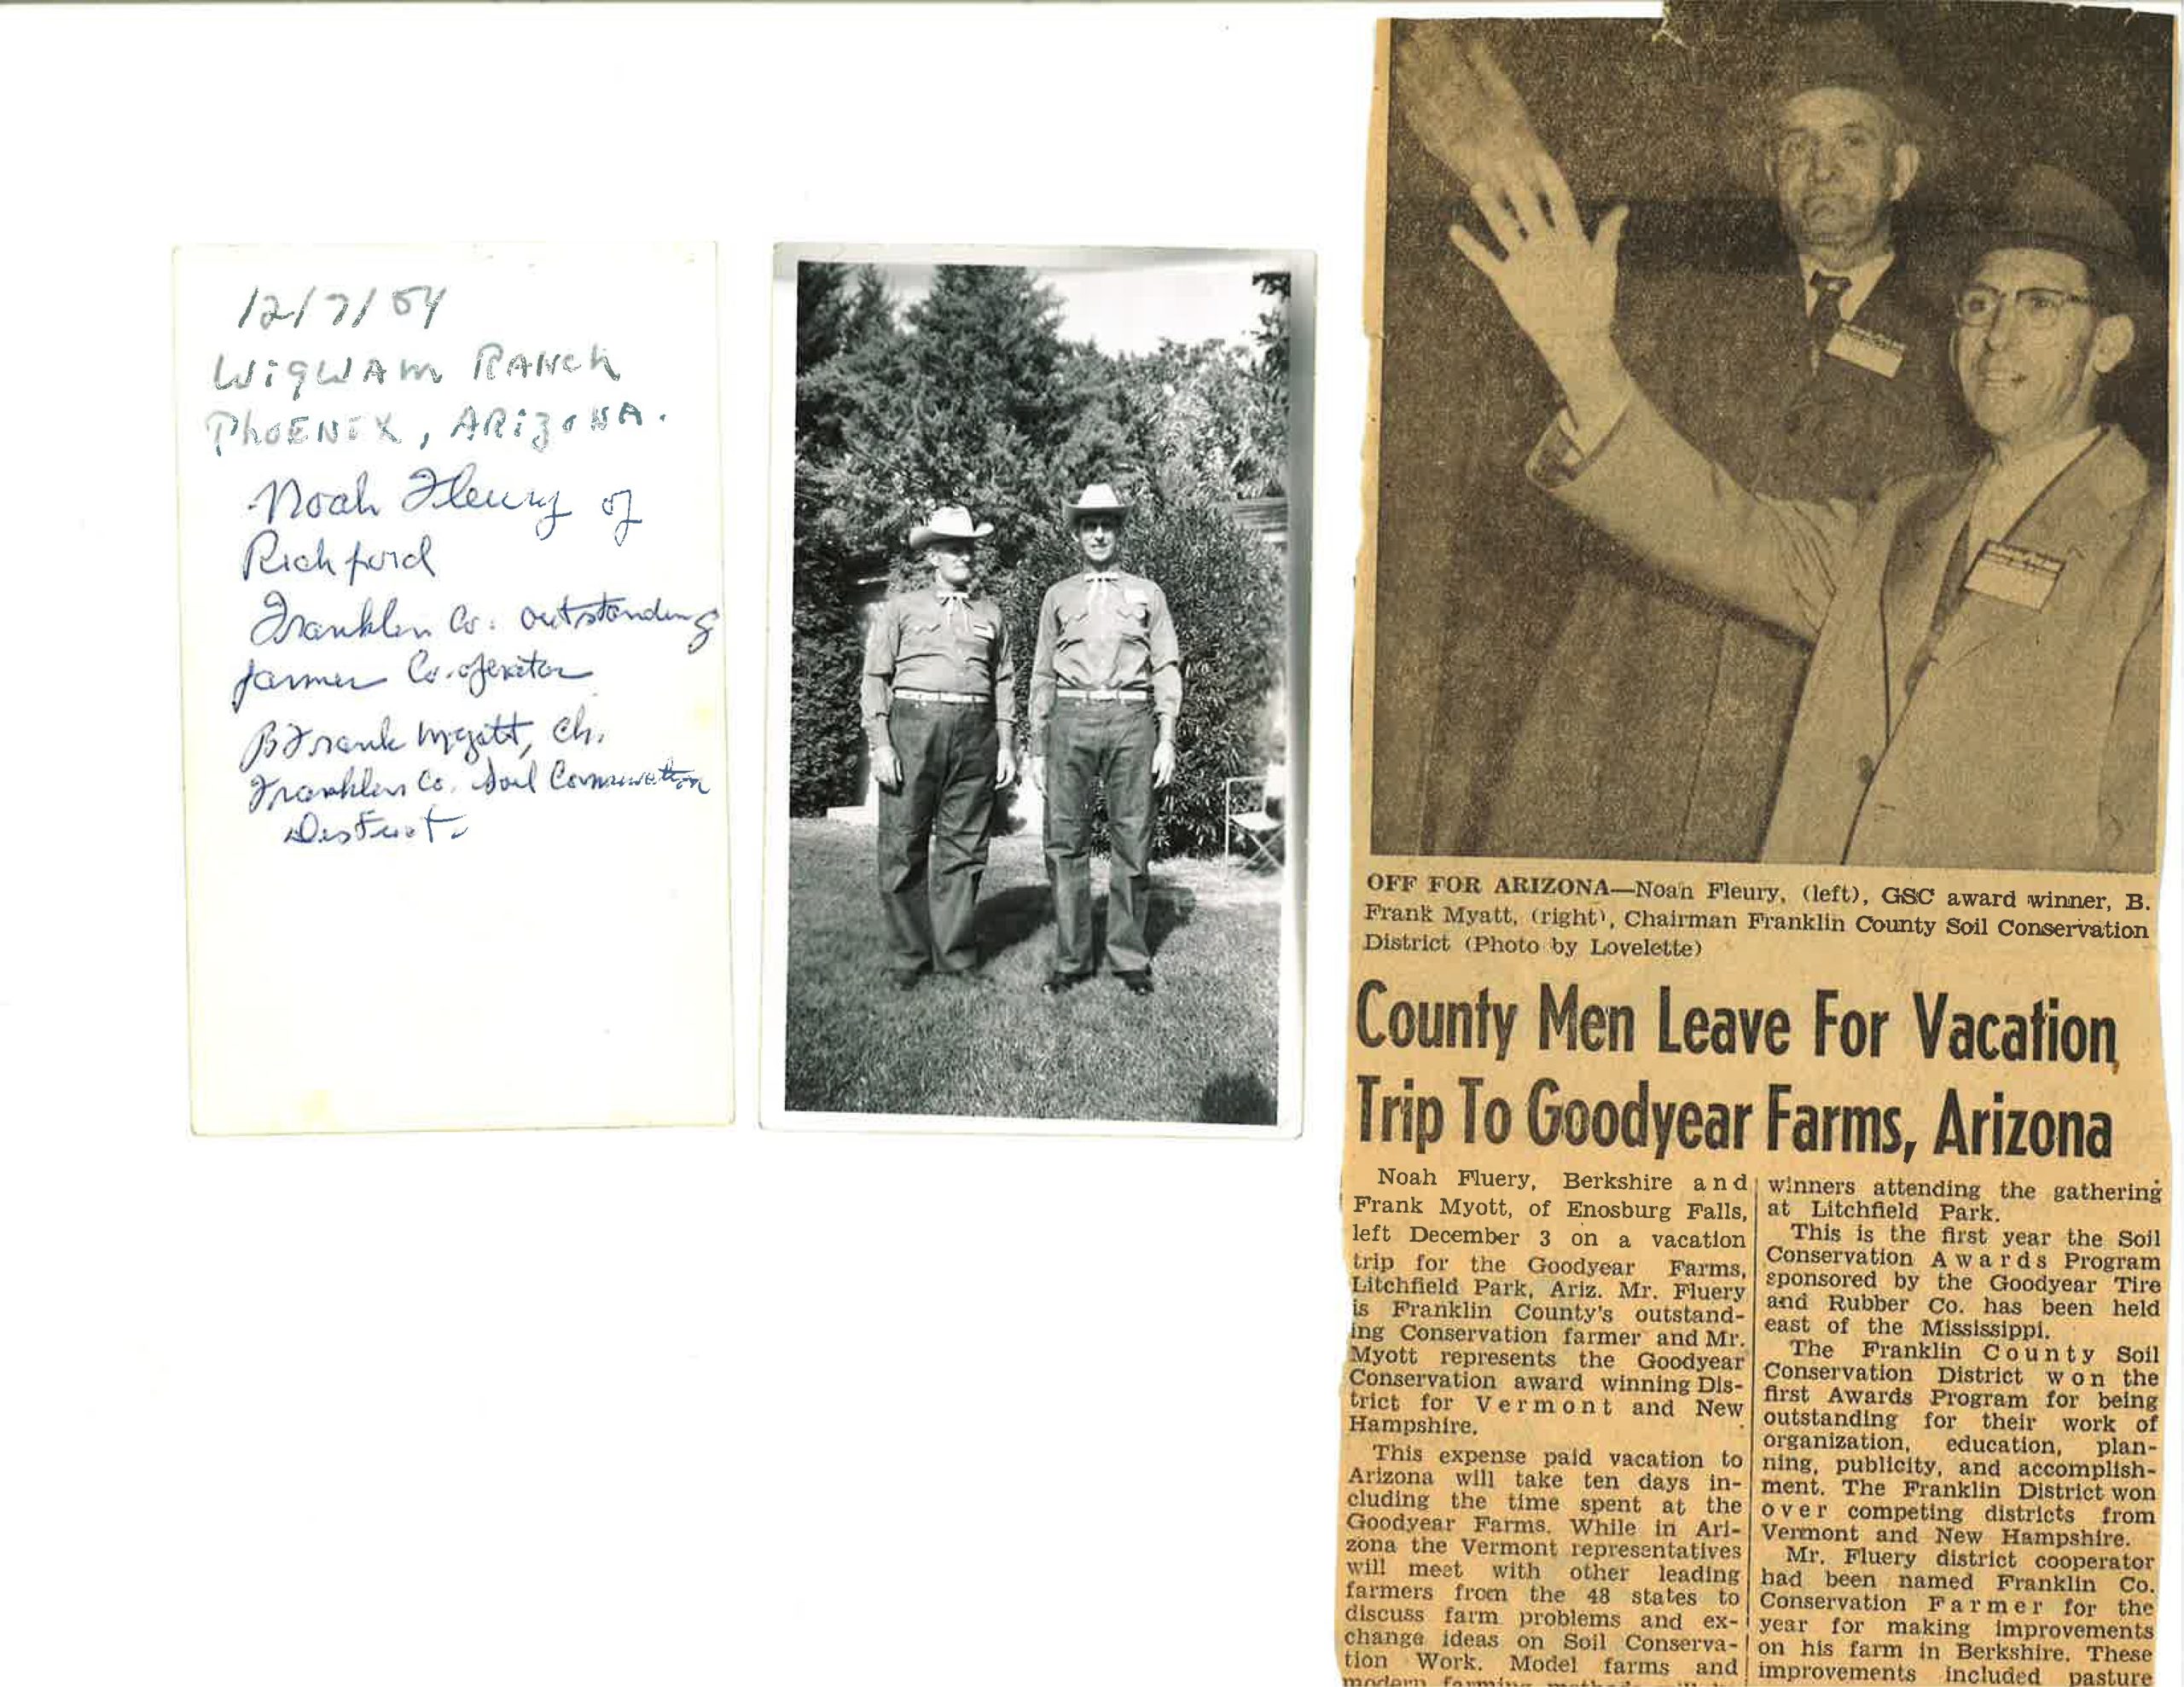 12/7/54
WigWAM RANch
PhOENIX, ARizONA.
Noah Fleury of
Richford
Franklin Co. outstanding
farmer Co-operator
B Frank Myott, Ch.
Franklin Co. Soil Conservation
District.
OFF FOR ARIZONA—Noah Fleury, (left), GSC award winner, B.
Frank Myatt, (right), Chairman Franklin County Soil Conservation
District (Photo by Lovelette)
County Men Leave For Vacation
Trip To Goodyear Farms, Arizona
Noah Fluery, Berkshire and
Frank Myott, of Enosburg Falls,
left December 3 on a vacation
trip for the Goodyear Farms,
Litchfield Park, Ariz. Mr. Fluery
is Franklin County's outstand-
ing Conservation farmer and Mr.
Myott represents the Goodyear
Conservation award winning Dis-
trict for Vermont and New
Hampshire.
This expense paid vacation to
Arizona will take ten days in-
cluding the time spent at the
Goodyear Farms. While in Ari-
zona the Vermont representatives
will meet with other leading
farmers from the 48 states to
discuss farm problems and ex-
change ideas on Soil Conserva-
tion Work. Model farms and
modern farming
winners attending the gathering
at Litchfield Park.
This is the first year the Soil
Conservation Awards Program
sponsored by the Goodyear Tire
and Rubber Co. has been held
east of the Mississippi.
The Franklin County Soil
Conservation District won the
first Awards Program for being
outstanding for their work of
organization, education, plan-
ning, publicity, and accomplish-
ment. The Franklin District won
over competing districts from
Vermont and New Hampshire.
Mr. Fluery district cooperator
had been named Franklin Co.
Conservation Farmer for the
year for making improvements
on his farm in Berkshire. These
improvements included pasture